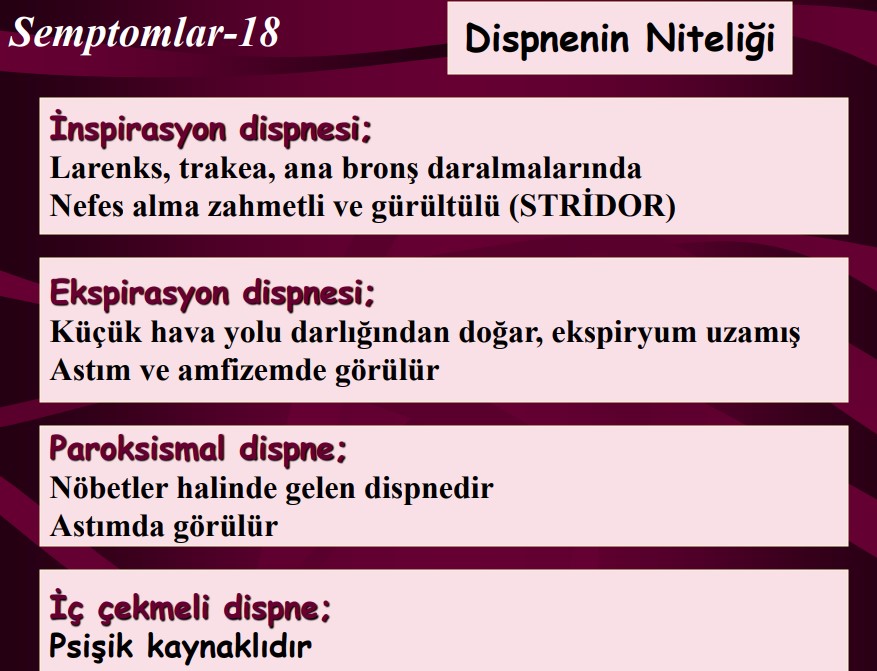 Semptomlar-18
Dispnenin Niteliği
İnspirasyon dispnesi;
Larenks, trakea, ana bronş daralmalarında
Nefes alma zahmetli ve gürültülü (STRİDOR)
Ekspirasyon dispnesi;
Küçük hava yolu darlığından doğar, ekspiryum uzamış
Astım ve amfizemde görülür
Paroksismal dispne;
Nöbetler halinde gelen dispnedir
Astımda görülür
İç çekmeli dispne;
Psişik kaynaklıdır